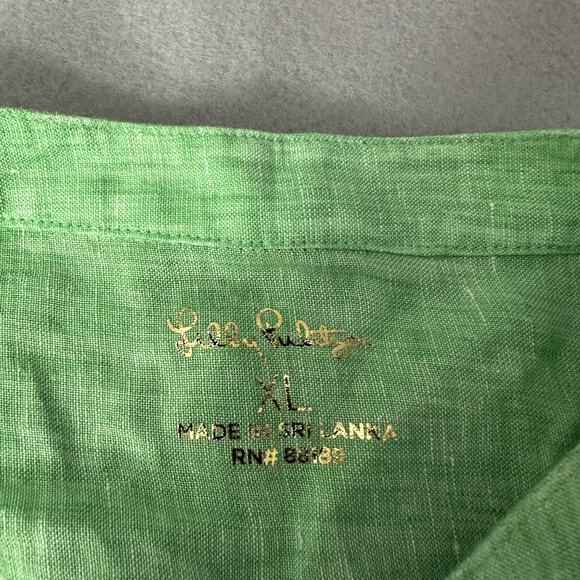 Lilly Pulitzer
XL
MADE IN SRI LANKA
RN# 88189